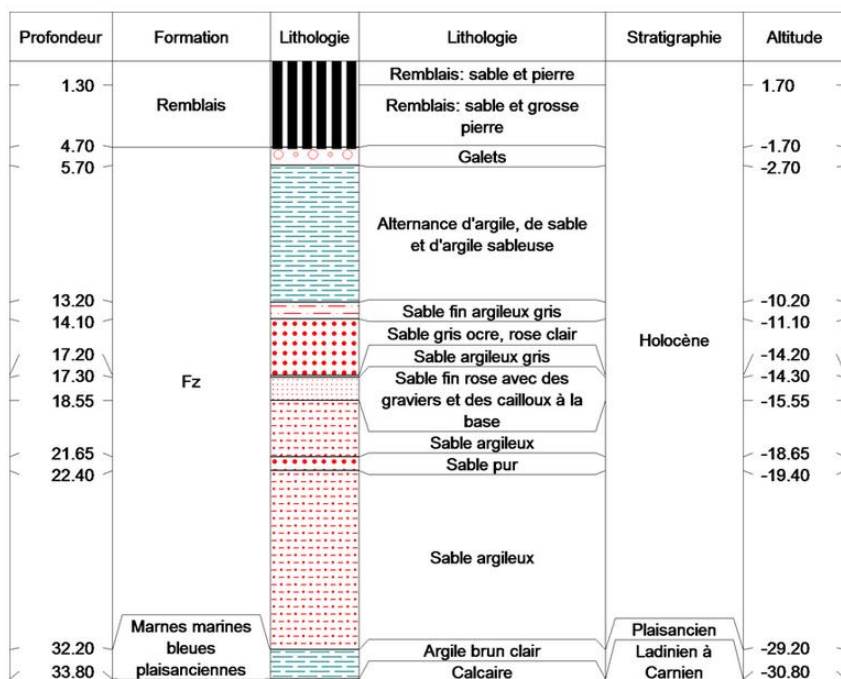 Profondeur Formation Lithologie Lithologie Stratigraphie Altitude
Remblais: sable et pierre
1.30 1.70
Remblais
Remblais: sable et grosse
pierre
4.70 -1.70
Galets
5.70 -2.70
Alternance d'argile, de sable
et d'argile sableuse
13.20 -10.20
Sable fin argileux gris
14.10 -11.10
Sable gris ocre, rose clair
Holocène
17.20 -14.20
Sable argileux gris
17.30 -14.30
Fz
Sable fin rose avec des
graviers et des cailloux à la
base
18.55 -15.55
Sable argileux
21.65 -18.65
Sable pur
22.40 -19.40
Sable argileux
Marnes marines
bleues
plaisanciennes
Plaisancien
32.20 -29.20
Argile brun clair
Ladinien à
Carnien
33.80 -30.80
Calcaire